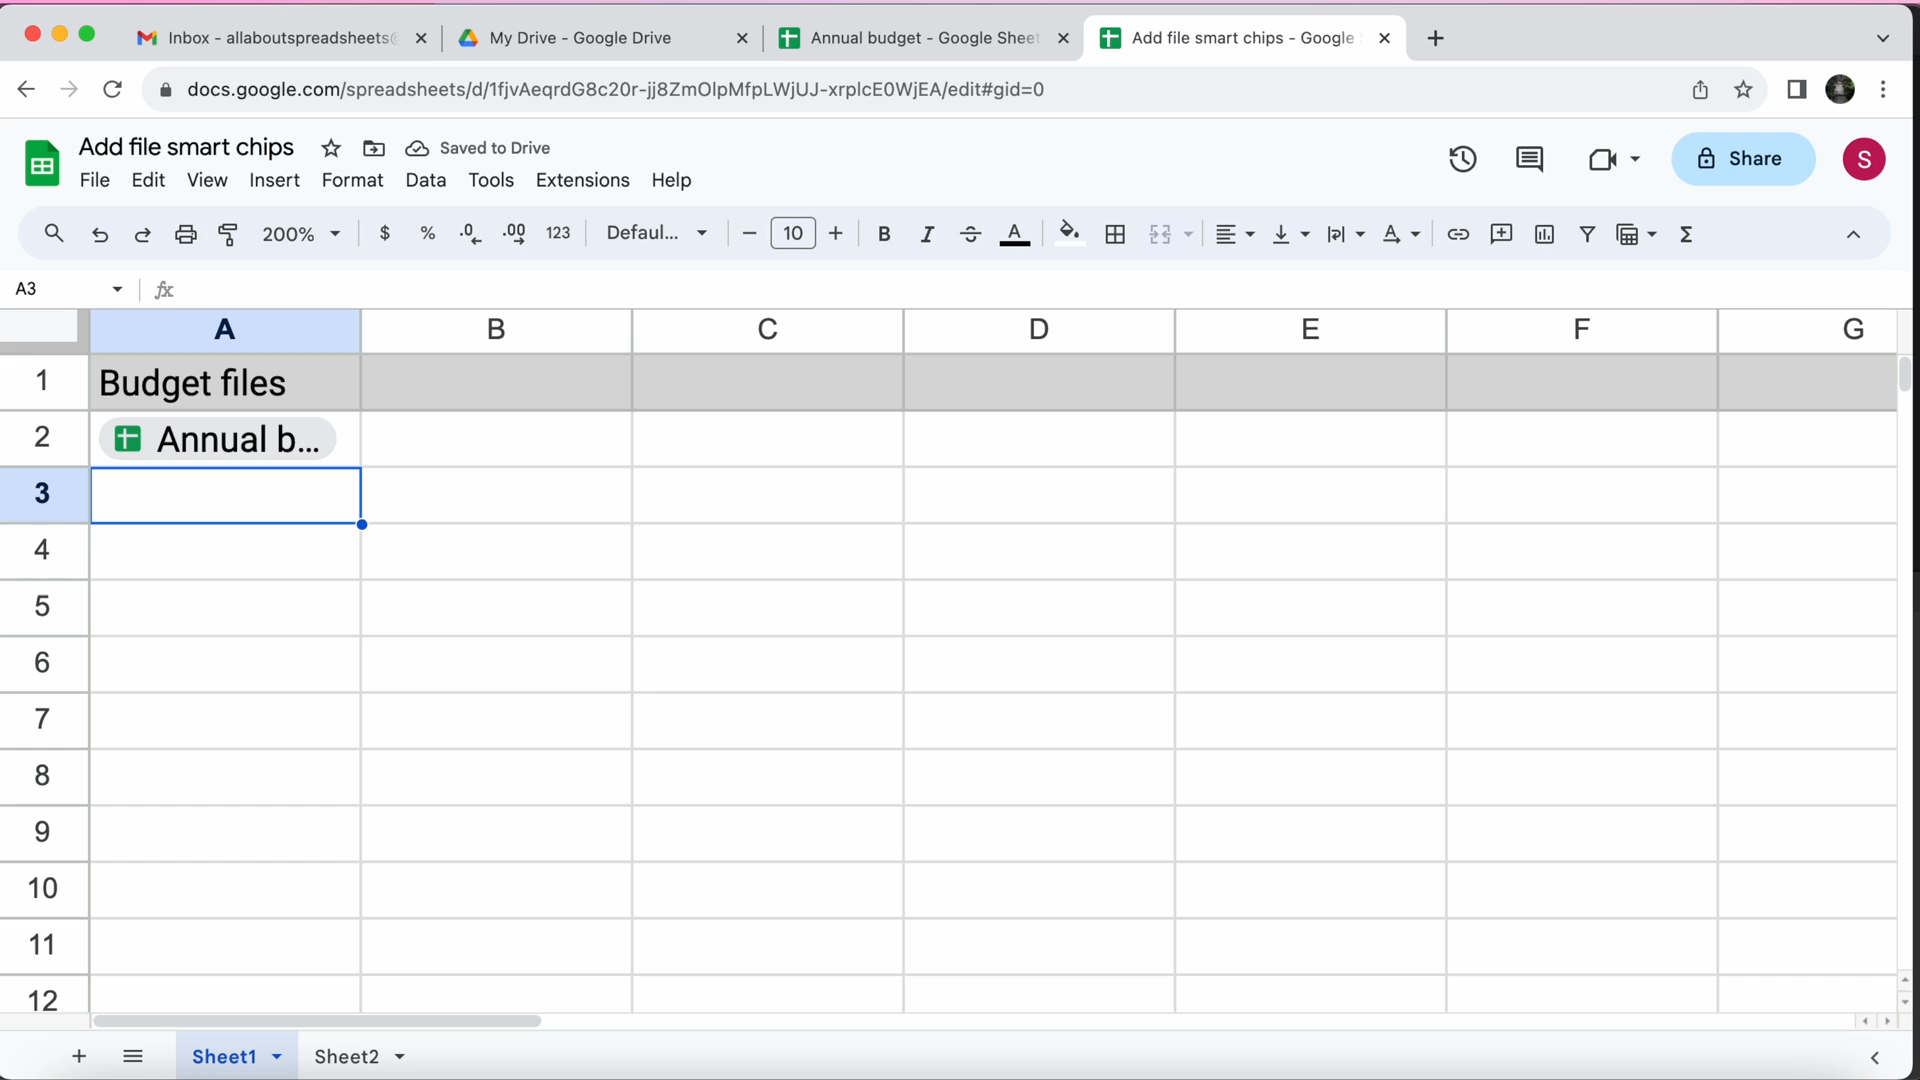 Inbox - allaboutspreadsheets@ My Drive - Google Drive Annual budget - Google Sheet Add file smart chips - Google
docs.google.com/spreadsheets/d/1fjvAeqrdG8c20r-jj8ZmOlpMfpLWjUJ-xrplcE0WjEA/edit#gid=0
Add file smart chips Saved to Drive
File Edit View Insert Format Data Tools Extensions Help
Share
S
200% $ % .0 .00 123 Defaul... 10 B I A
A3 fx
A B C D E F G
1 Budget files
2 Annual b...
3
4
5
6
7
8
9
10
11
12
Sheet1 Sheet2